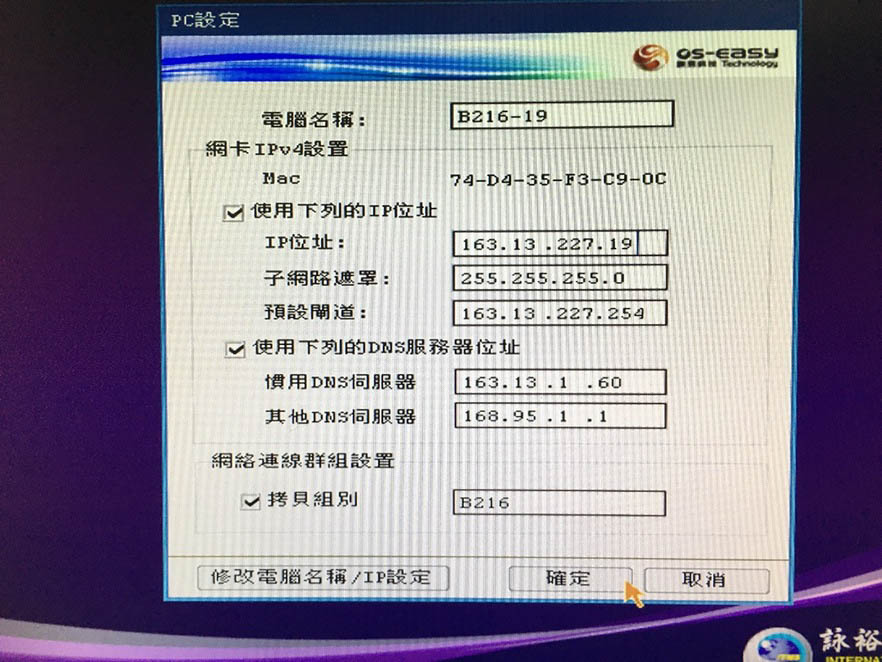 PC設定
OS-EASY
Technology
電腦名稱: B216-19
網卡IPv4設置
Mac 74-D4-35-F3-C9-0C
使用下列的IP位址
IP位址: 163.13 .227.19
子網路遮罩: 255.255.255.0
預設閘道: 163.13 .227.254
使用下列的DNS服務器位址
慣用DNS伺服器 163.13 .1 .60
其他DNS伺服器 168.95 .1 .1
網絡連線群組設置
拷貝組別 B216
修改電腦名稱/IP設定 確定 取消
詠裕